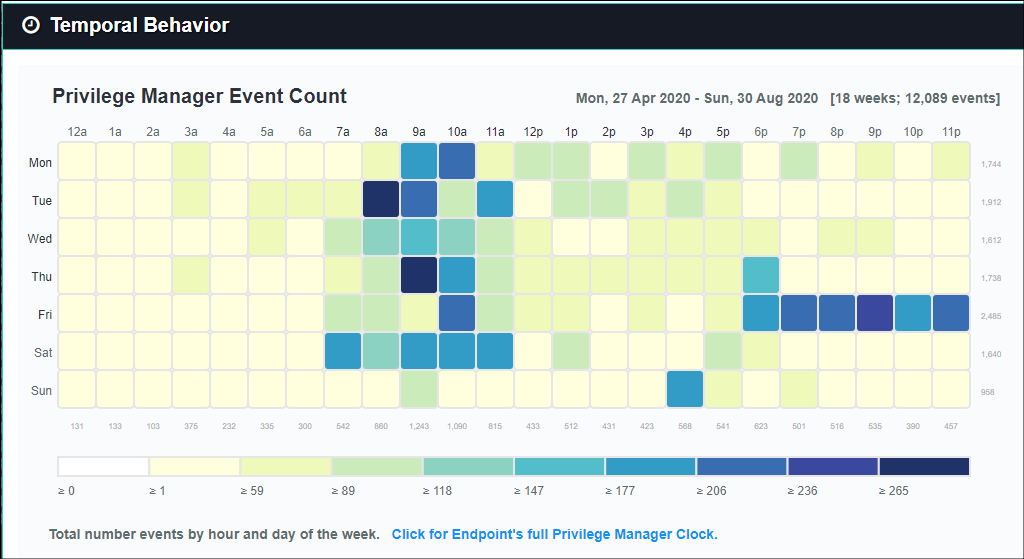 Temporal Behavior
Privilege Manager Event Count
Mon, 27 Apr 2020 - Sun, 30 Aug 2020 [18 weeks; 12,089 events]
12a 1a 2a 3a 4a 5a 6a 7a 8a 9a 10a 11a 12p 1p 2p 3p 4p 5p 6p 7p 8p 9p 10p 11p
Mon 1,744
Tue 1,912
Wed 1,612
Thu 1,738
Fri 2,485
Sat 1,640
Sun 958
131 133 103 375 232 335 300 542 860 1,243 1,090 815 433 512 431 423 568 541 623 501 516 535 390 457
≥ 0 ≥ 1 ≥ 59 ≥ 89 ≥ 118 ≥ 147 ≥ 177 ≥ 206 ≥ 236 ≥ 265
Total number events by hour and day of the week. Click for Endpoint's full Privilege Manager Clock.